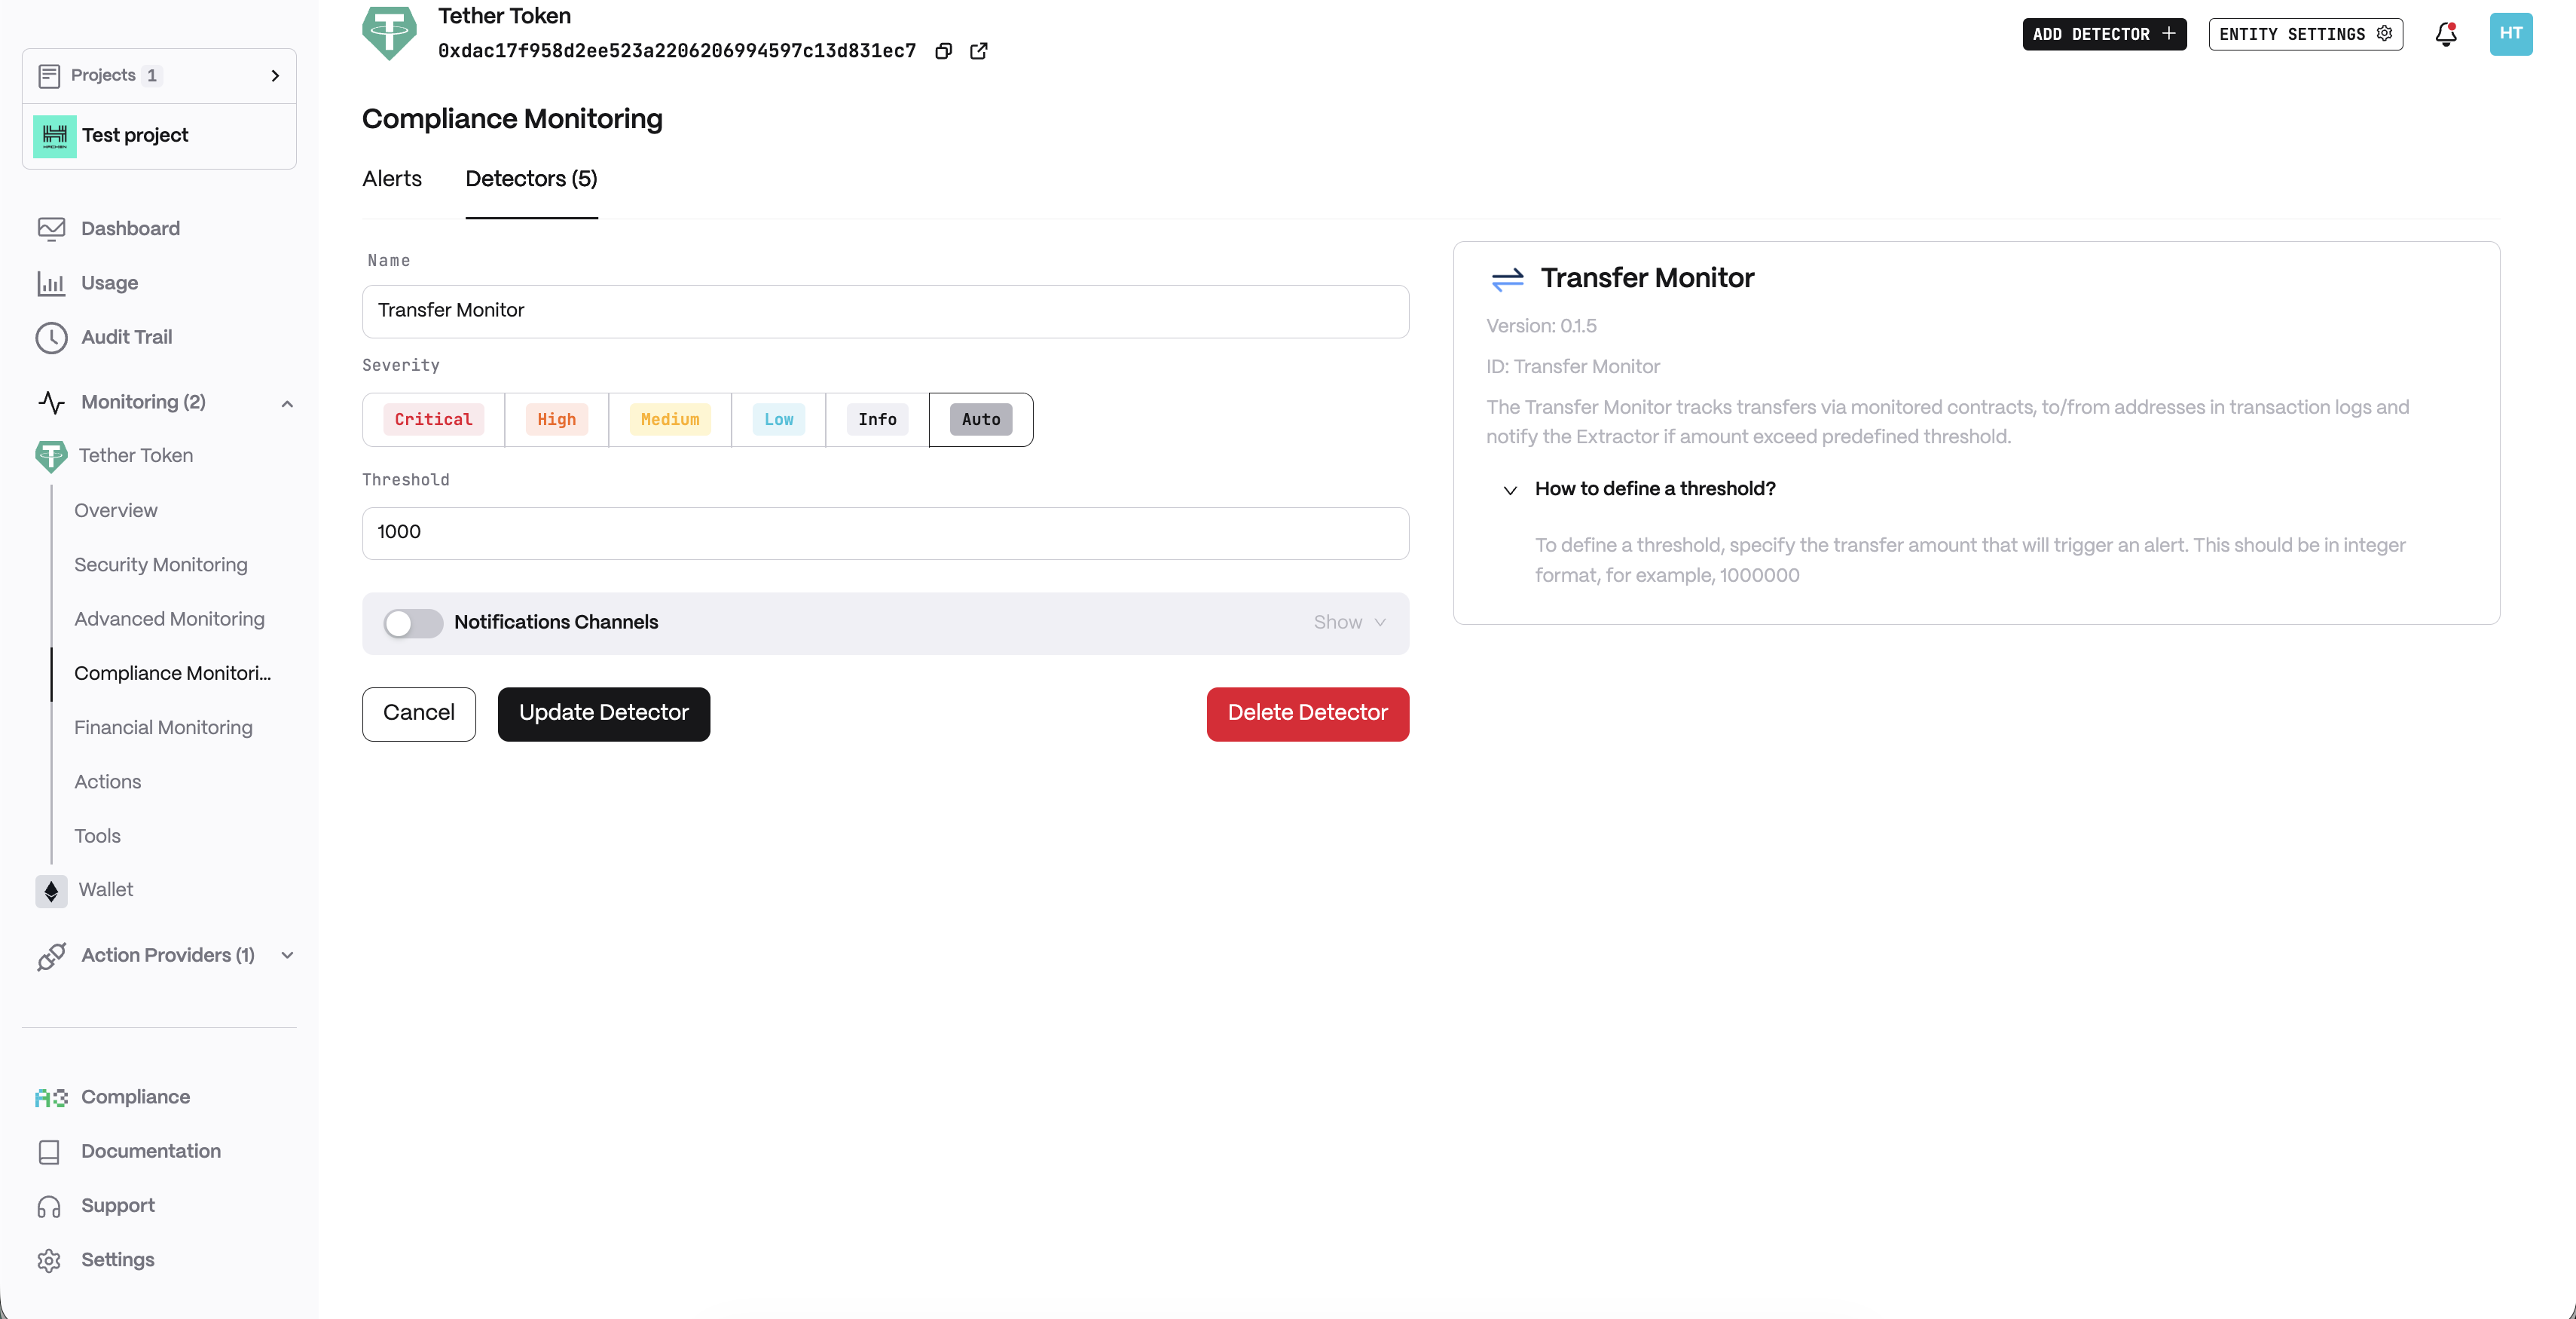 Projects 1
Test project
Dashboard
Usage
Audit Trail
Monitoring (2)
Tether Token
Overview
Security Monitoring
Advanced Monitoring
Compliance Monitori...
Financial Monitoring
Actions
Tools
Wallet
Action Providers (1)
Compliance
Documentation
Support
Settings
Tether Token
0xdac17f958d2ee523a2206206994597c13d831ec7
ADD DETECTOR
ENTITY SETTINGS
HT
Compliance Monitoring
Alerts
Detectors (5)
Name
Transfer Monitor
Severity
Critical High Medium Low Info Auto
Threshold
1000
Notifications Channels
Show
Cancel
Update Detector
Delete Detector
Transfer Monitor
Version: 0.1.5
ID: Transfer Monitor
The Transfer Monitor tracks transfers via monitored contracts, to/from addresses in transaction logs and
notify the Extractor if amount exceed predefined threshold.
How to define a threshold?
To define a threshold, specify the transfer amount that will trigger an alert. This should be in integer
format, for example, 1000000